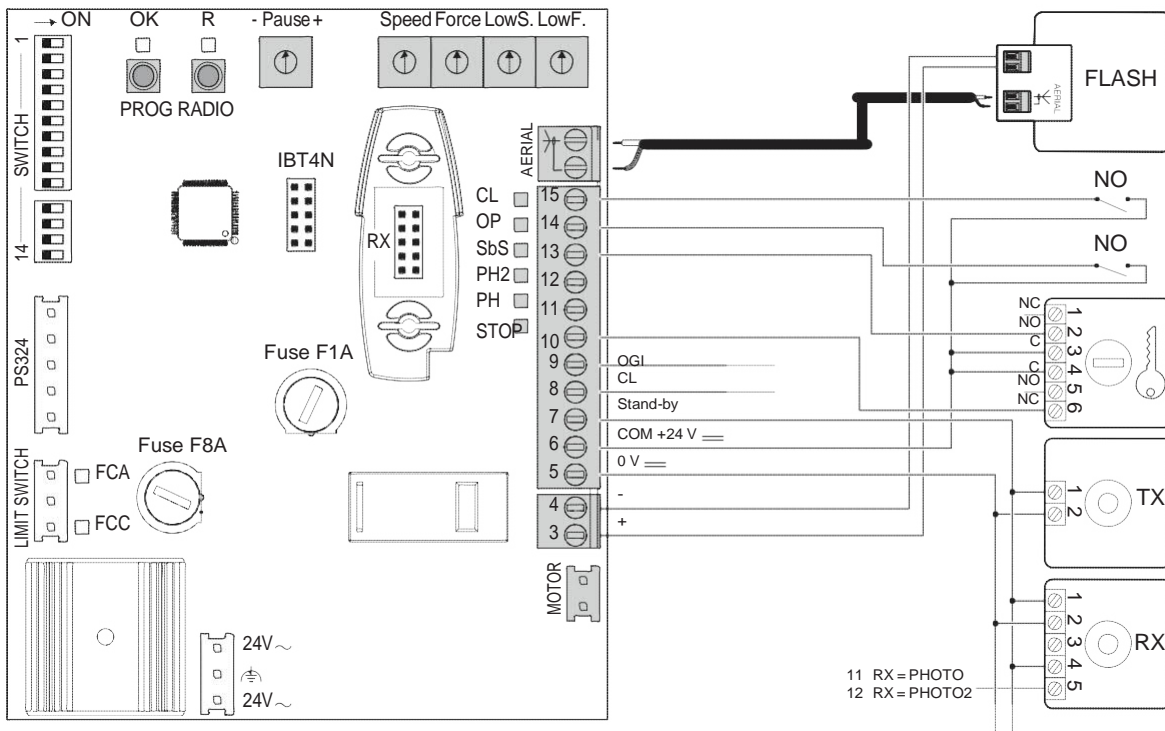 ON OK R - Pause + Speed Force LowS. LowF.
1
SWITCH
14
PROG RADIO
IBT4N
RX
AERIAL
CL 15
OP 14
SbS 13
PH2 12
PH 11
STOP 10
9 OGI
8 CL
7 Stand-by
6 COM +24 V
5 0 V
4 -
3 +
MOTOR
PS324
Fuse F1A
Fuse F8A
LIMIT SWITCH
FCA
FCC
24V
24V
FLASH
AERIAL
NO
NO
NC 1
NO 2
C 3
C 4
NO 5
NC 6
1
2
TX
1
2
3
4
5
RX
11 RX = PHOTO
12 RX = PHOTO2